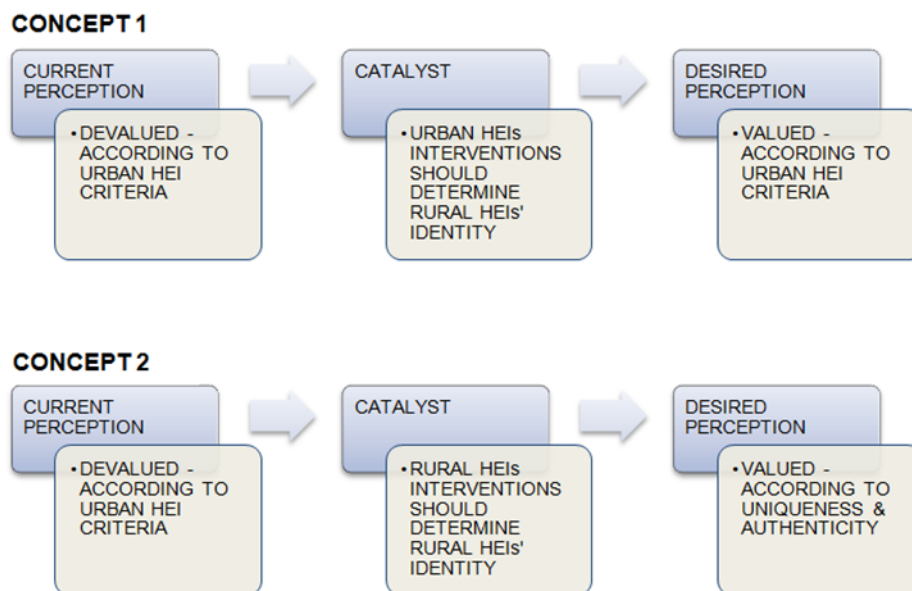 CONCEPT 1
CURRENT
PERCEPTION
•DEVALUED -
ACCORDING TO
URBAN HEI
CRITERIA
CATALYST
•URBAN HEIs
INTERVENTIONS
SHOULD
DETERMINE
RURAL HEIs'
IDENTITY
DESIRED
PERCEPTION
•VALUED -
ACCORDING TO
URBAN HEI
CRITERIA
CONCEPT 2
CURRENT
PERCEPTION
•DEVALUED -
ACCORDING TO
URBAN HEI
CRITERIA
CATALYST
•RURAL HEIs
INTERVENTIONS
SHOULD
DETERMINE
RURAL HEIs'
IDENTITY
DESIRED
PERCEPTION
•VALUED -
ACCORDING TO
UNIQUENESS &
AUTHENTICITY